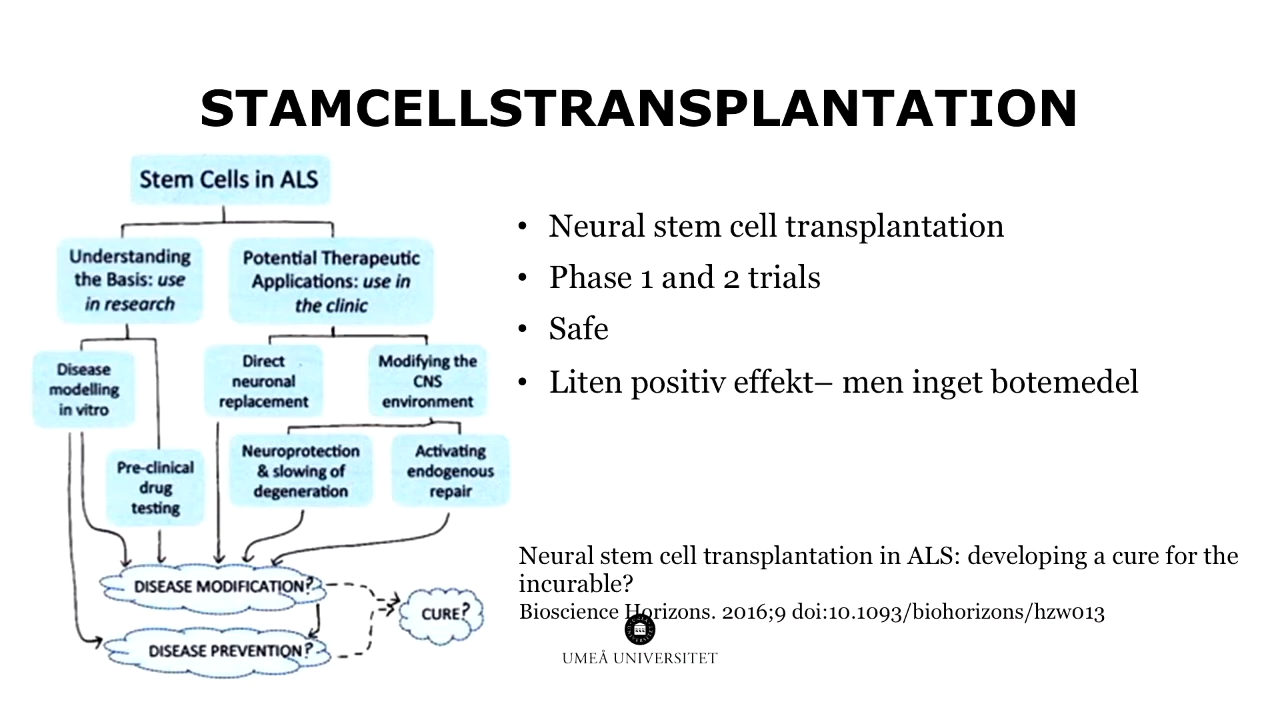 STAMCELLSTRANSPLANTATION
Stem Cells in ALS
Understanding
the Basis: use
in research
Potential Therapeutic
Applications: use in
the clinic
Disease
modelling
in vitro
Direct
neuronal
replacement
Modifying the
CNS
environment
Pre-clinical
drug
testing
Neuroprotection
& slowing of
degeneration
Activating
endogenous
repair
DISEASE MODIFICATION?
CURE?
DISEASE PREVENTION?
• Neural stem cell transplantation
• Phase 1 and 2 trials
• Safe
• Liten positiv effekt– men inget botemedel
Neural stem cell transplantation in ALS: developing a cure for the
incurable?
Bioscience Horizons. 2016;9 doi:10.1093/biohorizons/hzw013
UMEÅ UNIVERSITET